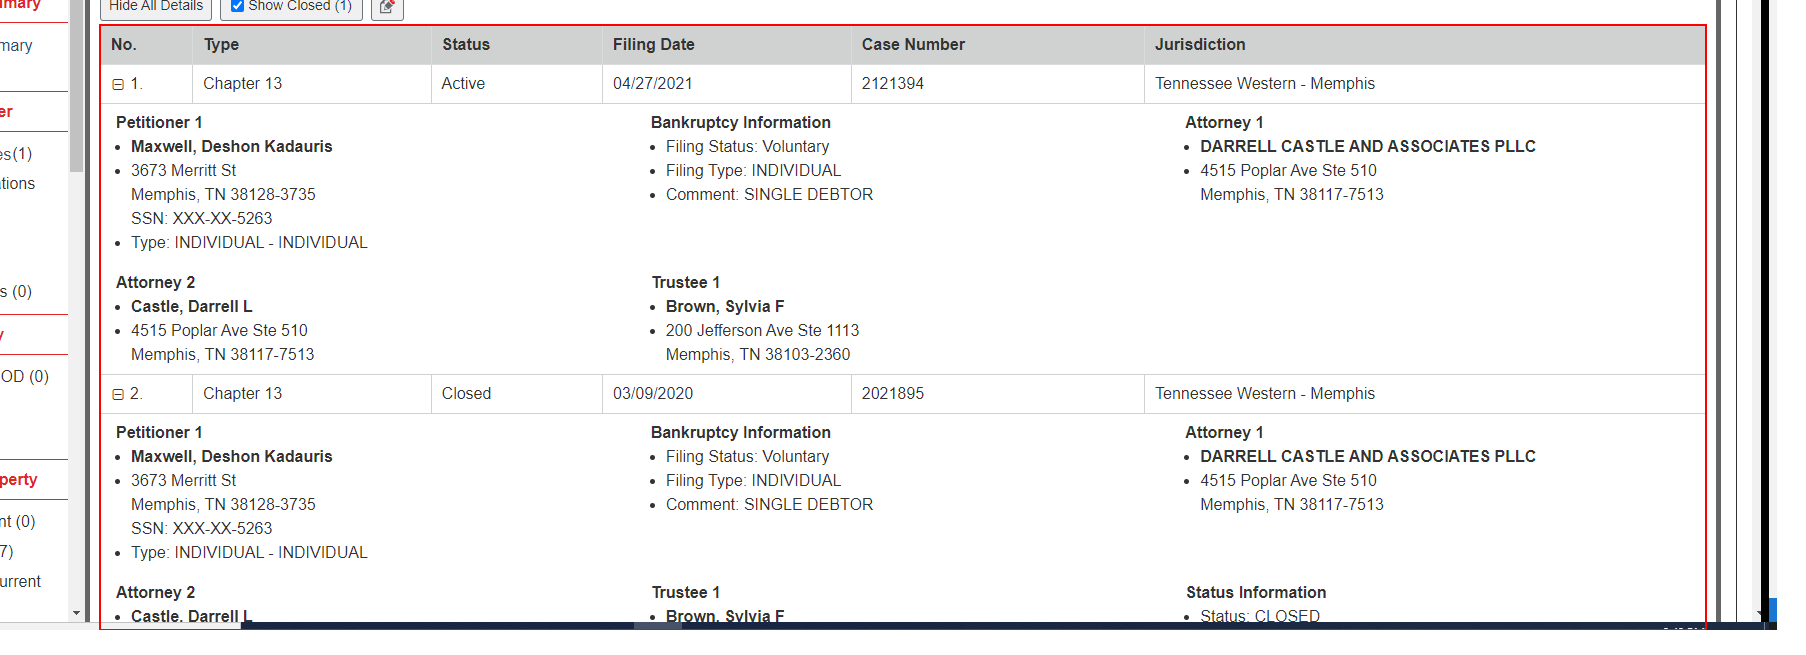 mmary
mary
er
es(1)
ations
s (0)
y
OD (0)
perty
nt (0)
7)
urrent
Hide All Details
Show Closed (1)
No. Type Status Filing Date Case Number Jurisdiction
1. Chapter 13 Active 04/27/2021 2121394 Tennessee Western - Memphis
Petitioner 1
• Maxwell, Deshon Kadauris
• 3673 Merritt St
Memphis, TN 38128-3735
SSN: XXX-XX-5263
• Type: INDIVIDUAL - INDIVIDUAL
Bankruptcy Information
• Filing Status: Voluntary
• Filing Type: INDIVIDUAL
• Comment: SINGLE DEBTOR
Attorney 1
• DARRELL CASTLE AND ASSOCIATES PLLC
• 4515 Poplar Ave Ste 510
Memphis, TN 38117-7513
Attorney 2
• Castle, Darrell L
• 4515 Poplar Ave Ste 510
Memphis, TN 38117-7513
Trustee 1
• Brown, Sylvia F
• 200 Jefferson Ave Ste 1113
Memphis, TN 38103-2360
2. Chapter 13 Closed 03/09/2020 2021895 Tennessee Western - Memphis
Petitioner 1
• Maxwell, Deshon Kadauris
• 3673 Merritt St
Memphis, TN 38128-3735
SSN: XXX-XX-5263
• Type: INDIVIDUAL - INDIVIDUAL
Bankruptcy Information
• Filing Status: Voluntary
• Filing Type: INDIVIDUAL
• Comment: SINGLE DEBTOR
Attorney 1
• DARRELL CASTLE AND ASSOCIATES PLLC
• 4515 Poplar Ave Ste 510
Memphis, TN 38117-7513
Attorney 2
• Castle, Darrell L
Trustee 1
• Brown, Sylvia F
Status Information
• Status: CLOSED